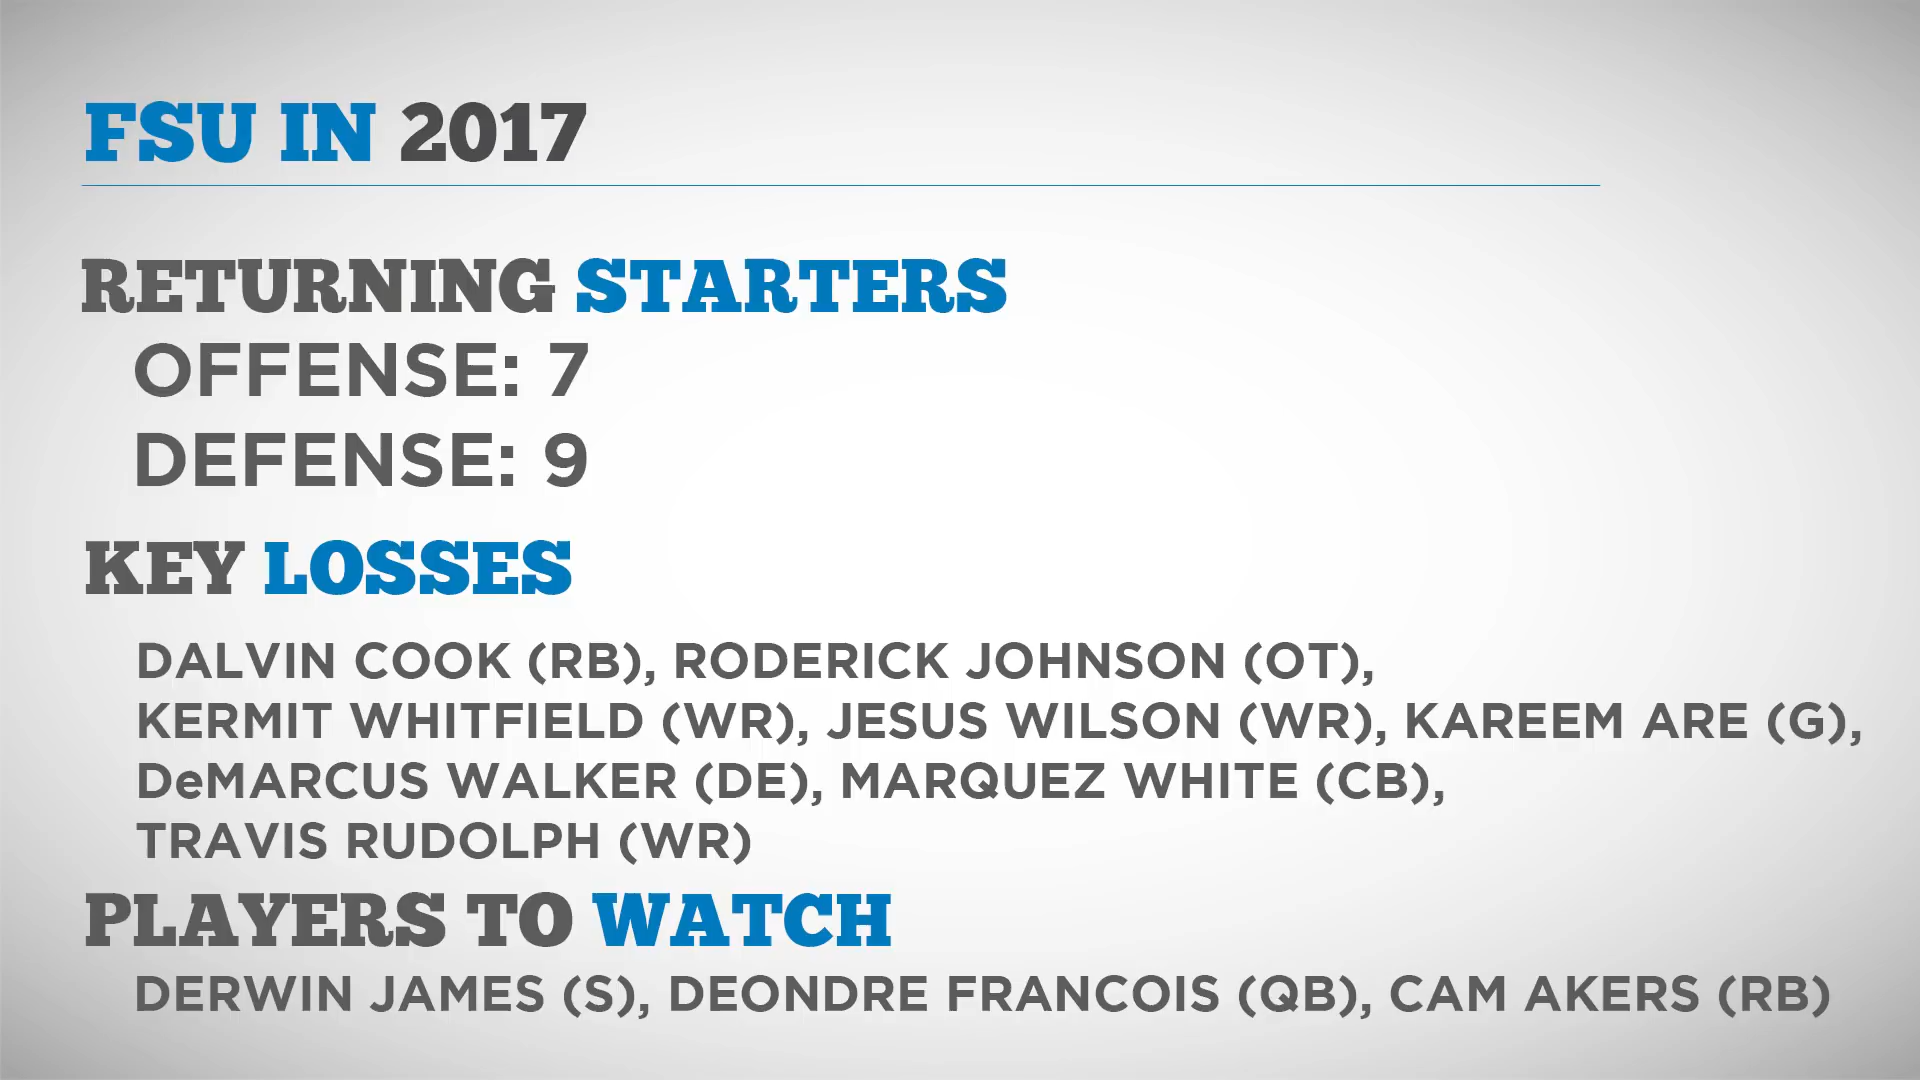 FSU IN 2017
RETURNING STARTERS
OFFENSE: 7
DEFENSE: 9
KEY LOSSES
DALVIN COOK (RB), RODERICK JOHNSON (OT),
KERMIT WHITFIELD (WR), JESUS WILSON (WR), KAREEM ARE (G),
DeMARCUS WALKER (DE), MARQUEZ WHITE (CB),
TRAVIS RUDOLPH (WR)
PLAYERS TO WATCH
DERWIN JAMES (S), DEONDRE FRANCOIS (QB), CAM AKERS (RB)